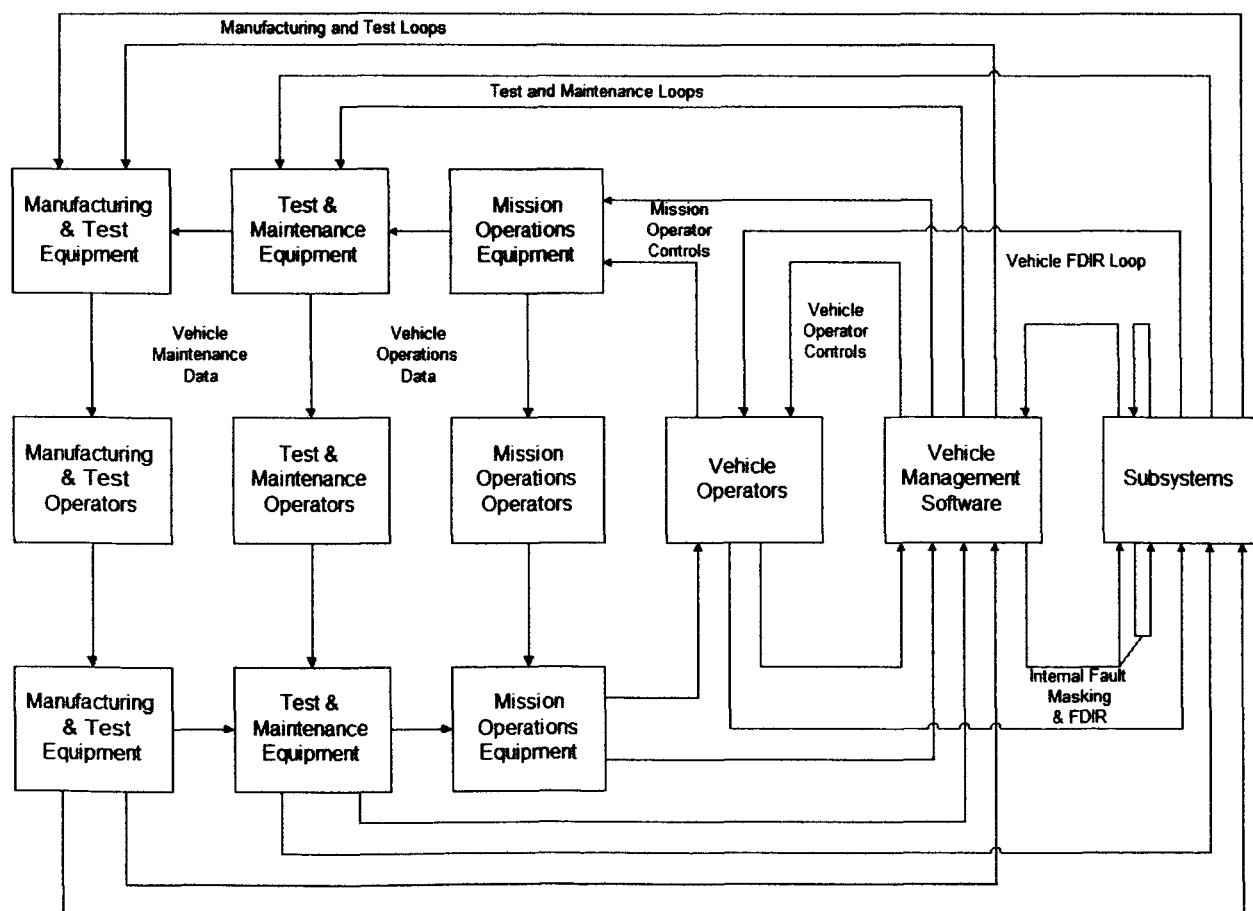 Manufacturing and Test Loops
Test and Maintenance Loops
Manufacturing
& Test
Equipment
Test &
Maintenance
Equipment
Mission
Operations
Equipment
Mission
Operator
Controls
Vehicle FDIR Loop
Vehicle
Maintenance
Data
Vehicle
Operations
Data
Vehicle
Operator
Controls
Manufacturing
& Test
Operators
Test &
Maintenance
Operators
Mission
Operations
Operators
Vehicle
Operators
Vehicle
Management
Software
Subsystems
Manufacturing
& Test
Equipment
Test &
Maintenance
Equipment
Mission
Operations
Equipment
Internal Fault
Masking
& FDIR